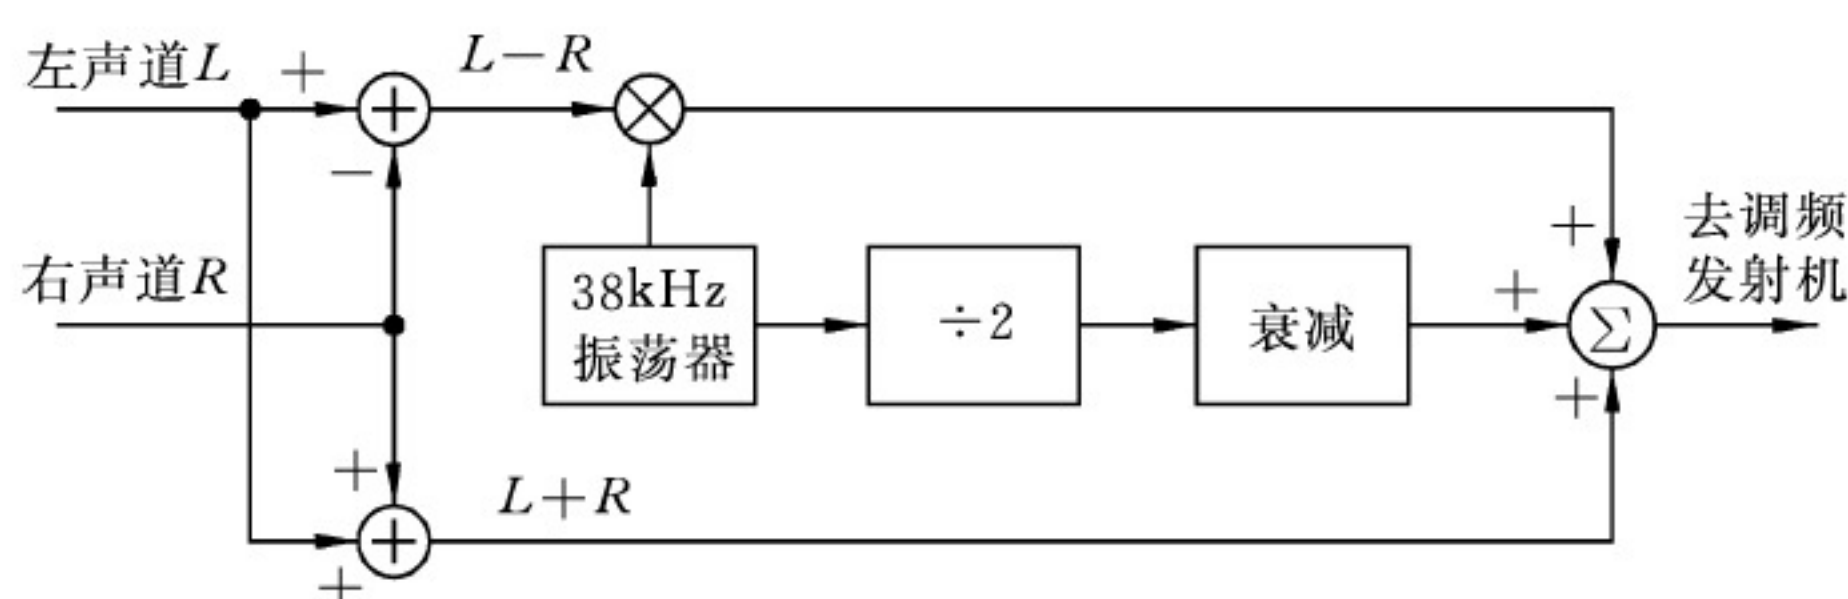 左声道L
+
L-R
-
右声道R
38kHz
振荡器
÷2
衰减
+
+
Σ
+
去调频
发射机
+
L+R
+